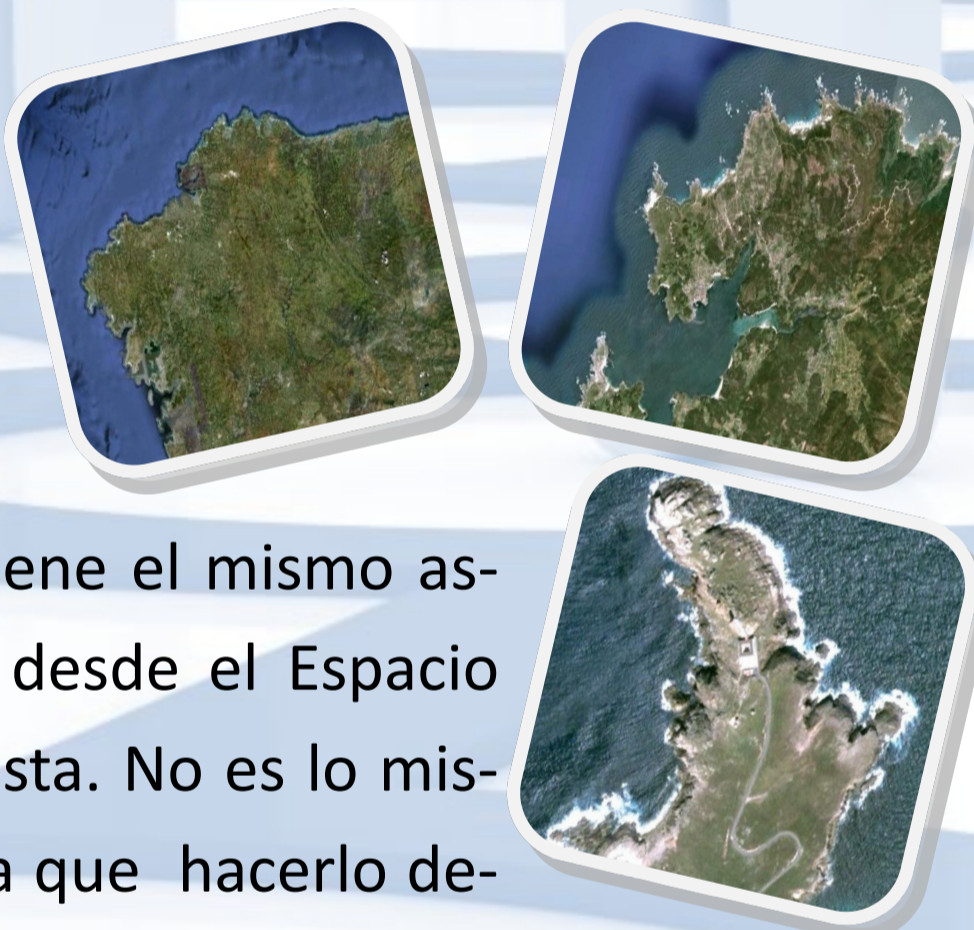 ene el mismo as-
desde el Espacio
sta. No es lo mis-
a que hacerlo de-